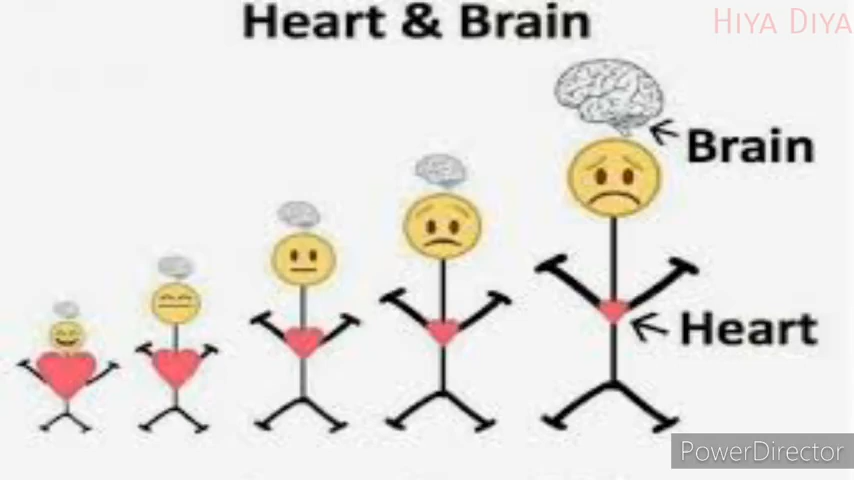 Heart & Brain
HIYA DIYA
Brain
Heart
PowerDirector